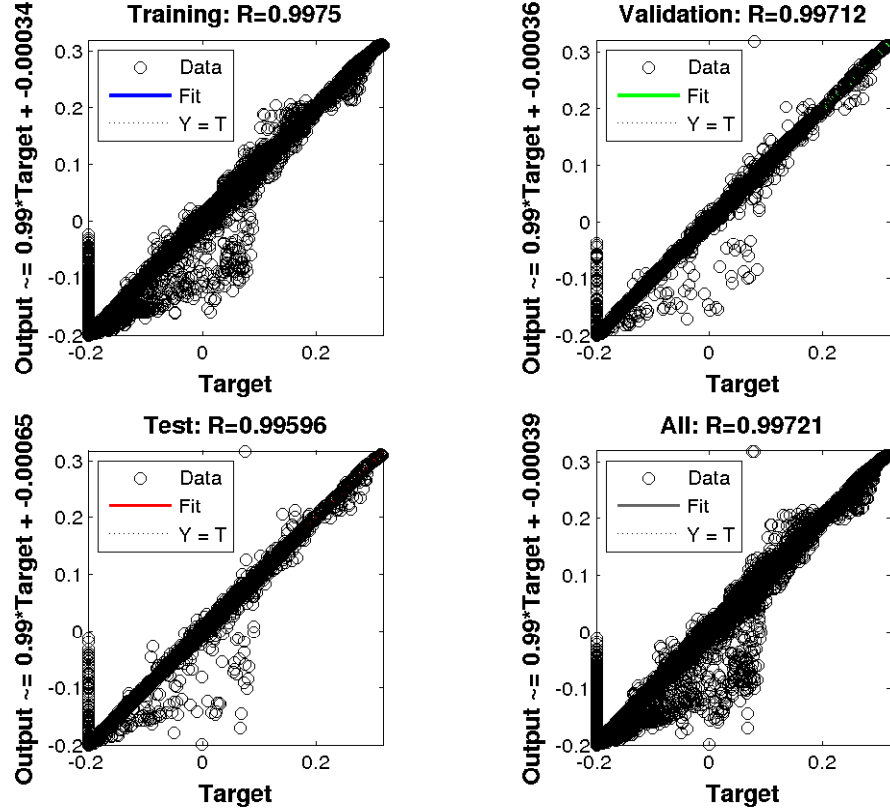 Training: R=0.9975
Output ~= 0.99*Target + -0.00034
0.3
0.2
0.1
0
-0.1
-0.2
Data
Fit
Y = T
-0.2
0
0.2
Target
Validation: R=0.99712
Output ~= 0.99*Target + -0.00036
0.3
0.2
0.1
0
-0.1
-0.2
Data
Fit
Y = T
-0.2
0
0.2
Target
Test: R=0.99596
Output ~= 0.99*Target + -0.00065
0.3
0.2
0.1
0
-0.1
-0.2
Data
Fit
Y = T
-0.2
0
0.2
Target
All: R=0.99721
Output ~= 0.99*Target + -0.00039
0.3
0.2
0.1
0
-0.1
-0.2
Data
Fit
Y = T
-0.2
0
0.2
Target